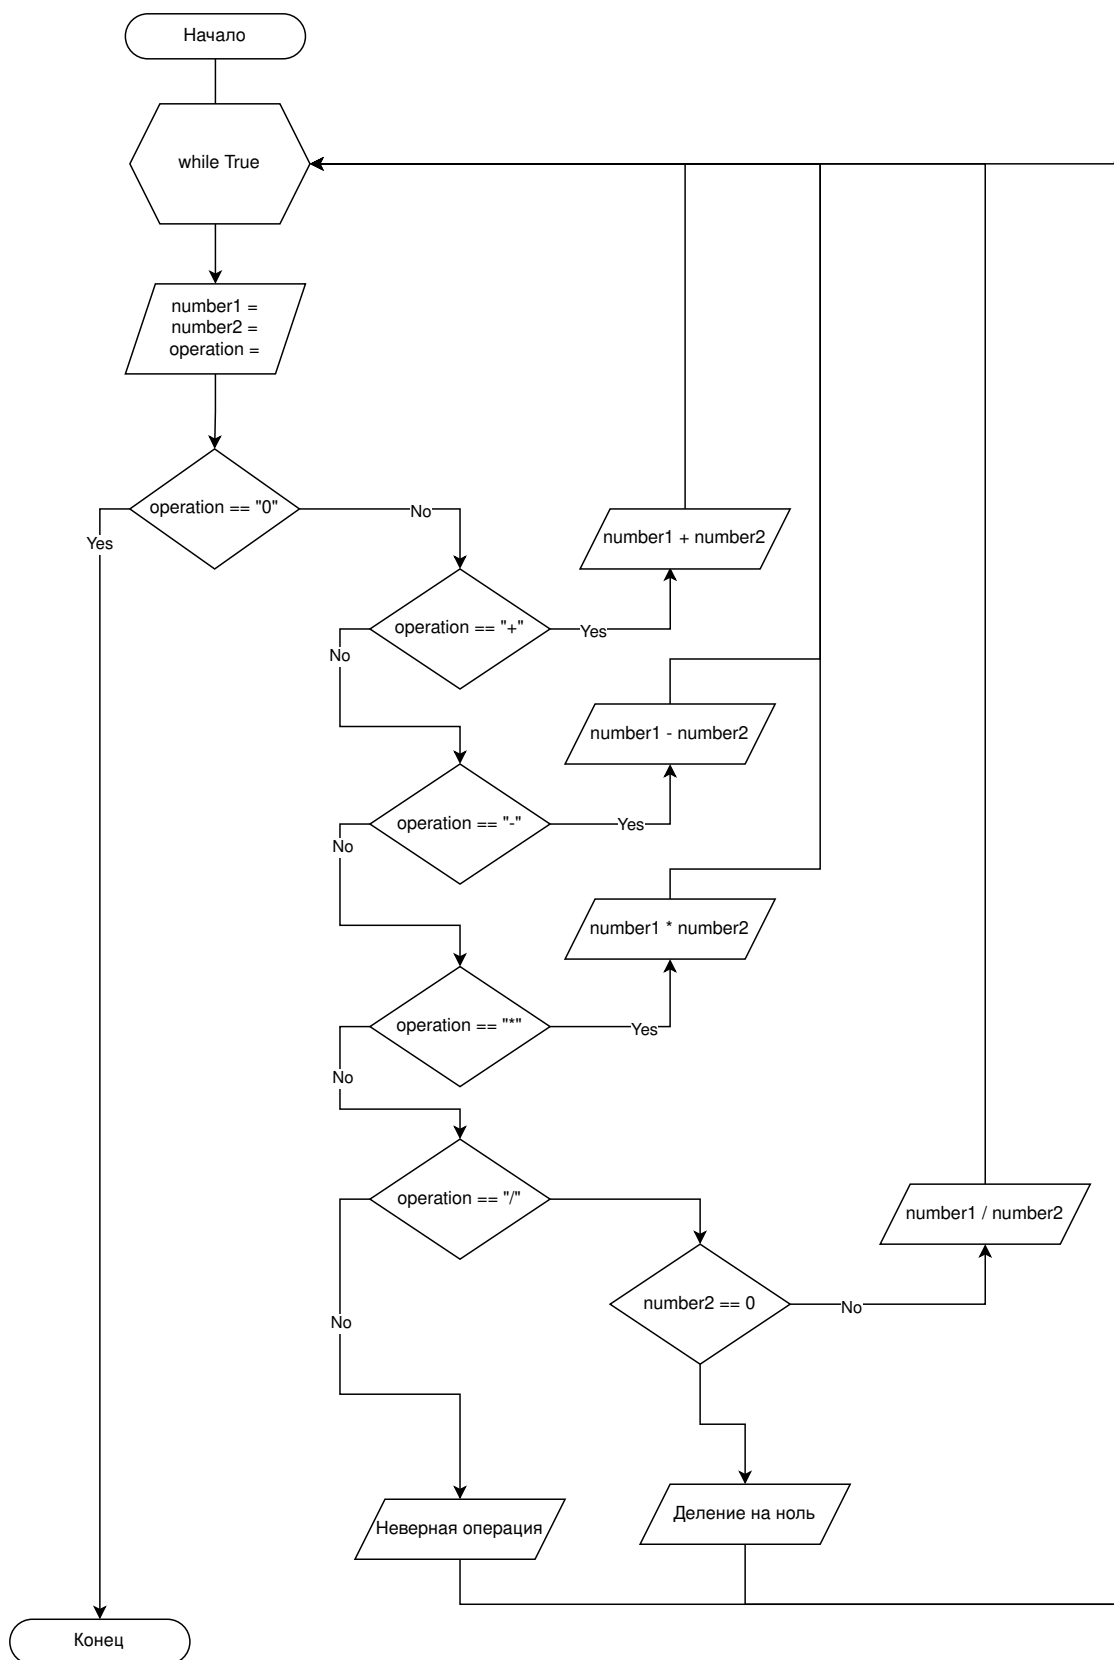 Начало
while True
number1 =
number2 =
operation =
operation == "0"
No
Yes
number1 + number2
operation == "+"
Yes
No
number1 - number2
operation == "-"
Yes
No
number1 * number2
operation == "*"
Yes
No
operation == "/"
number1 / number2
number2 == 0
No
No
Деление на ноль
Неверная операция
Конец